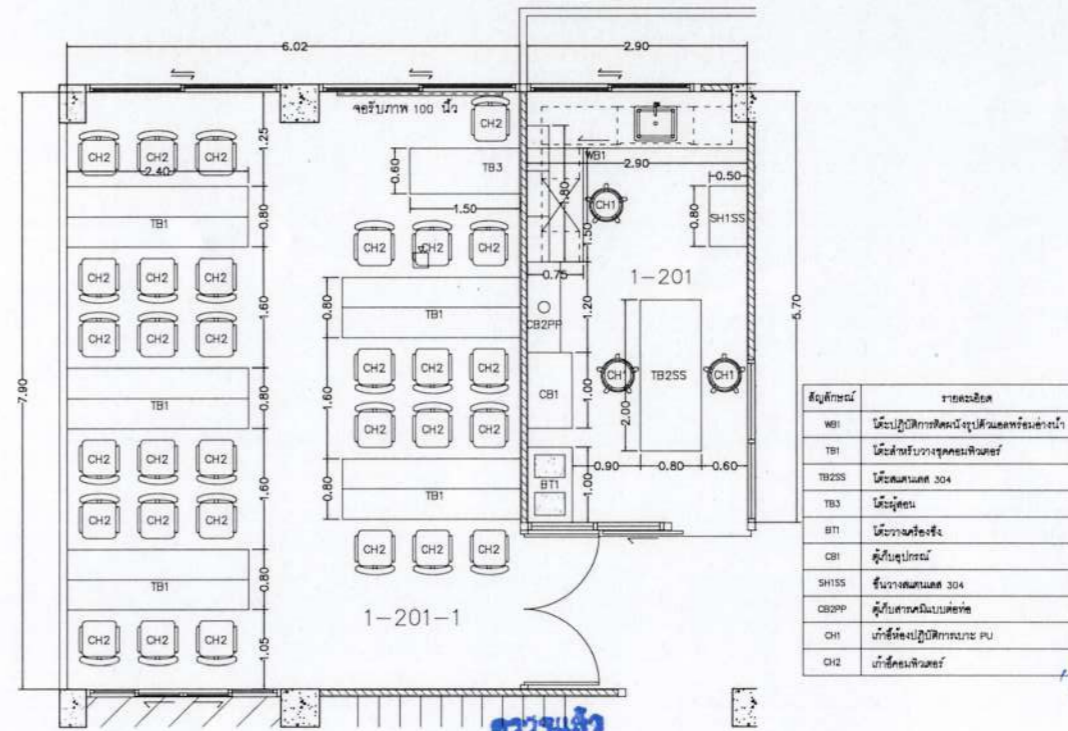 6.02
2.90
จอรับภาพ 100 นิ้ว
CH2
CH2 CH2 CH2
1.25
2.40
0.60
TB3
1.50
WB1
2.90
1.80
CH1
1.50
0.50
0.80
SH1SS
TB1
0.80
CH2 CH2 CH2
0.75
1-201
5.70
7.90
CH2 CH2 CH2
1.60
CH2 CH2 CH2
0.80
TB1
1.20
CB2PP
TB1
0.80
CH2 CH2 CH2
1.60
CH2 CH2 CH2
CB1
1.00
CH1
TB2SS
CH1
2.00
0.90
0.80
0.60
CH2 CH2 CH2
1.60
CH2 CH2 CH2
0.80
TB1
BT1
1.00
TB1
0.80
CH2 CH2 CH2
1-201-1
CH2 CH2 CH2
1.05
สัญลักษณ์ รายละเอียด
WB1 โต๊ะปฏิบัติการติดผนังรูปตัวแอลพร้อมอ่างน้ำ
TB1 โต๊ะสำหรับวางชุดคอมพิวเตอร์
TB2SS โต๊ะสแตนเลส 304
TB3 โต๊ะผู้สอน
BT1 โต๊ะวางเครื่องชั่ง
CB1 ตู้เก็บอุปกรณ์
SH1SS ชั้นวางสแตนเลส 304
CB2PP ตู้เก็บสารเคมีแบบต่อท่อ
CH1 เก้าอี้ห้องปฏิบัติการเบาะ PU
CH2 เก้าอี้คอมพิวเตอร์